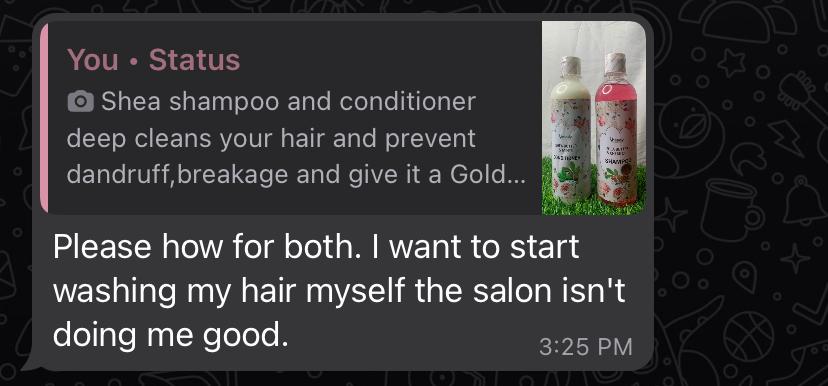 You • Status
Shea shampoo and conditioner
deep cleans your hair and prevent
dandruff,breakage and give it a Gold...
CONDITIONER
SHAMPOO
Please how for both. I want to start
washing my hair myself the salon isn't
doing me good.
3:25 PM